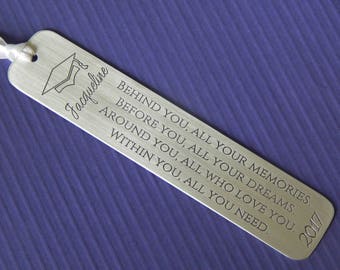 Jacqueline
BEHIND YOU, ALL YOUR MEMORIES
BEFORE YOU, ALL YOUR DREAMS
AROUND YOU, ALL WHO LOVE YOU
WITHIN YOU, ALL YOU NEED
2017